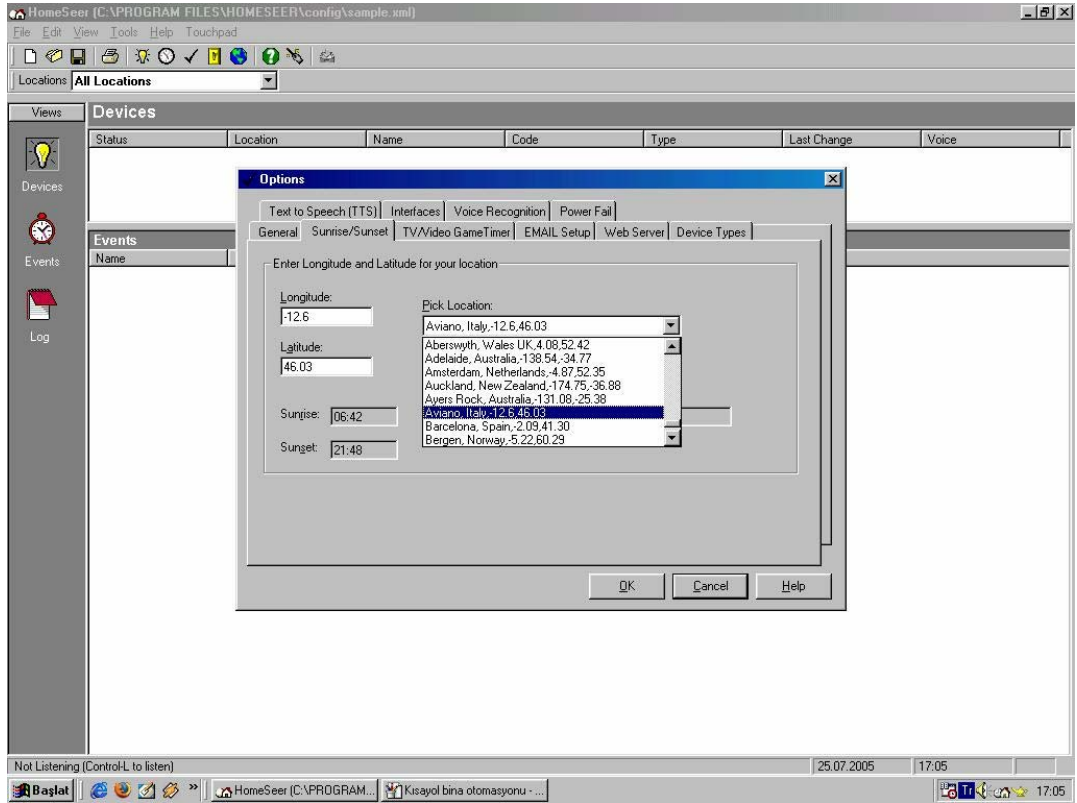 HomeSeer (C:\PROGRAM FILES\HOMESEER\config\sample.xml)
File Edit View Tools Help Touchpad
Locations All Locations
Views
Devices
Events
Log
Devices
Status Location Name Code Type Last Change Voice
Events
Name
Options
Text to Speech (TTS) Interfaces Voice Recognition Power Fail
General Sunrise/Sunset TV/Video GameTimer EMAIL Setup Web Server Device Types
Enter Longitude and Latitude for your location
Longitude:
-12.6
Latitude:
46.03
Pick Location:
Aviano, Italy,-12.6,46.03
Aberswyth, Wales UK,4.08,52.42
Adelaide, Australia,-138.54,-34.77
Amsterdam, Netherlands,-4.87,52.35
Auckland, New Zealand,-174.75,-36.88
Ayers Rock, Australia,-131.08,-25.38
Aviano, Italy,-12.6,46.03
Barcelona, Spain,-2.09,41.30
Bergen, Norway,-5.22,60.29
Sunrise: 06:42
Sunset: 21:48
OK Cancel Help
Not Listening (Control-L to listen) 25.07.2005 17:05
Başlat » HomeSeer (C:\PROGRAM... Kısayol bina otomasyonu - ... Tr 17:05